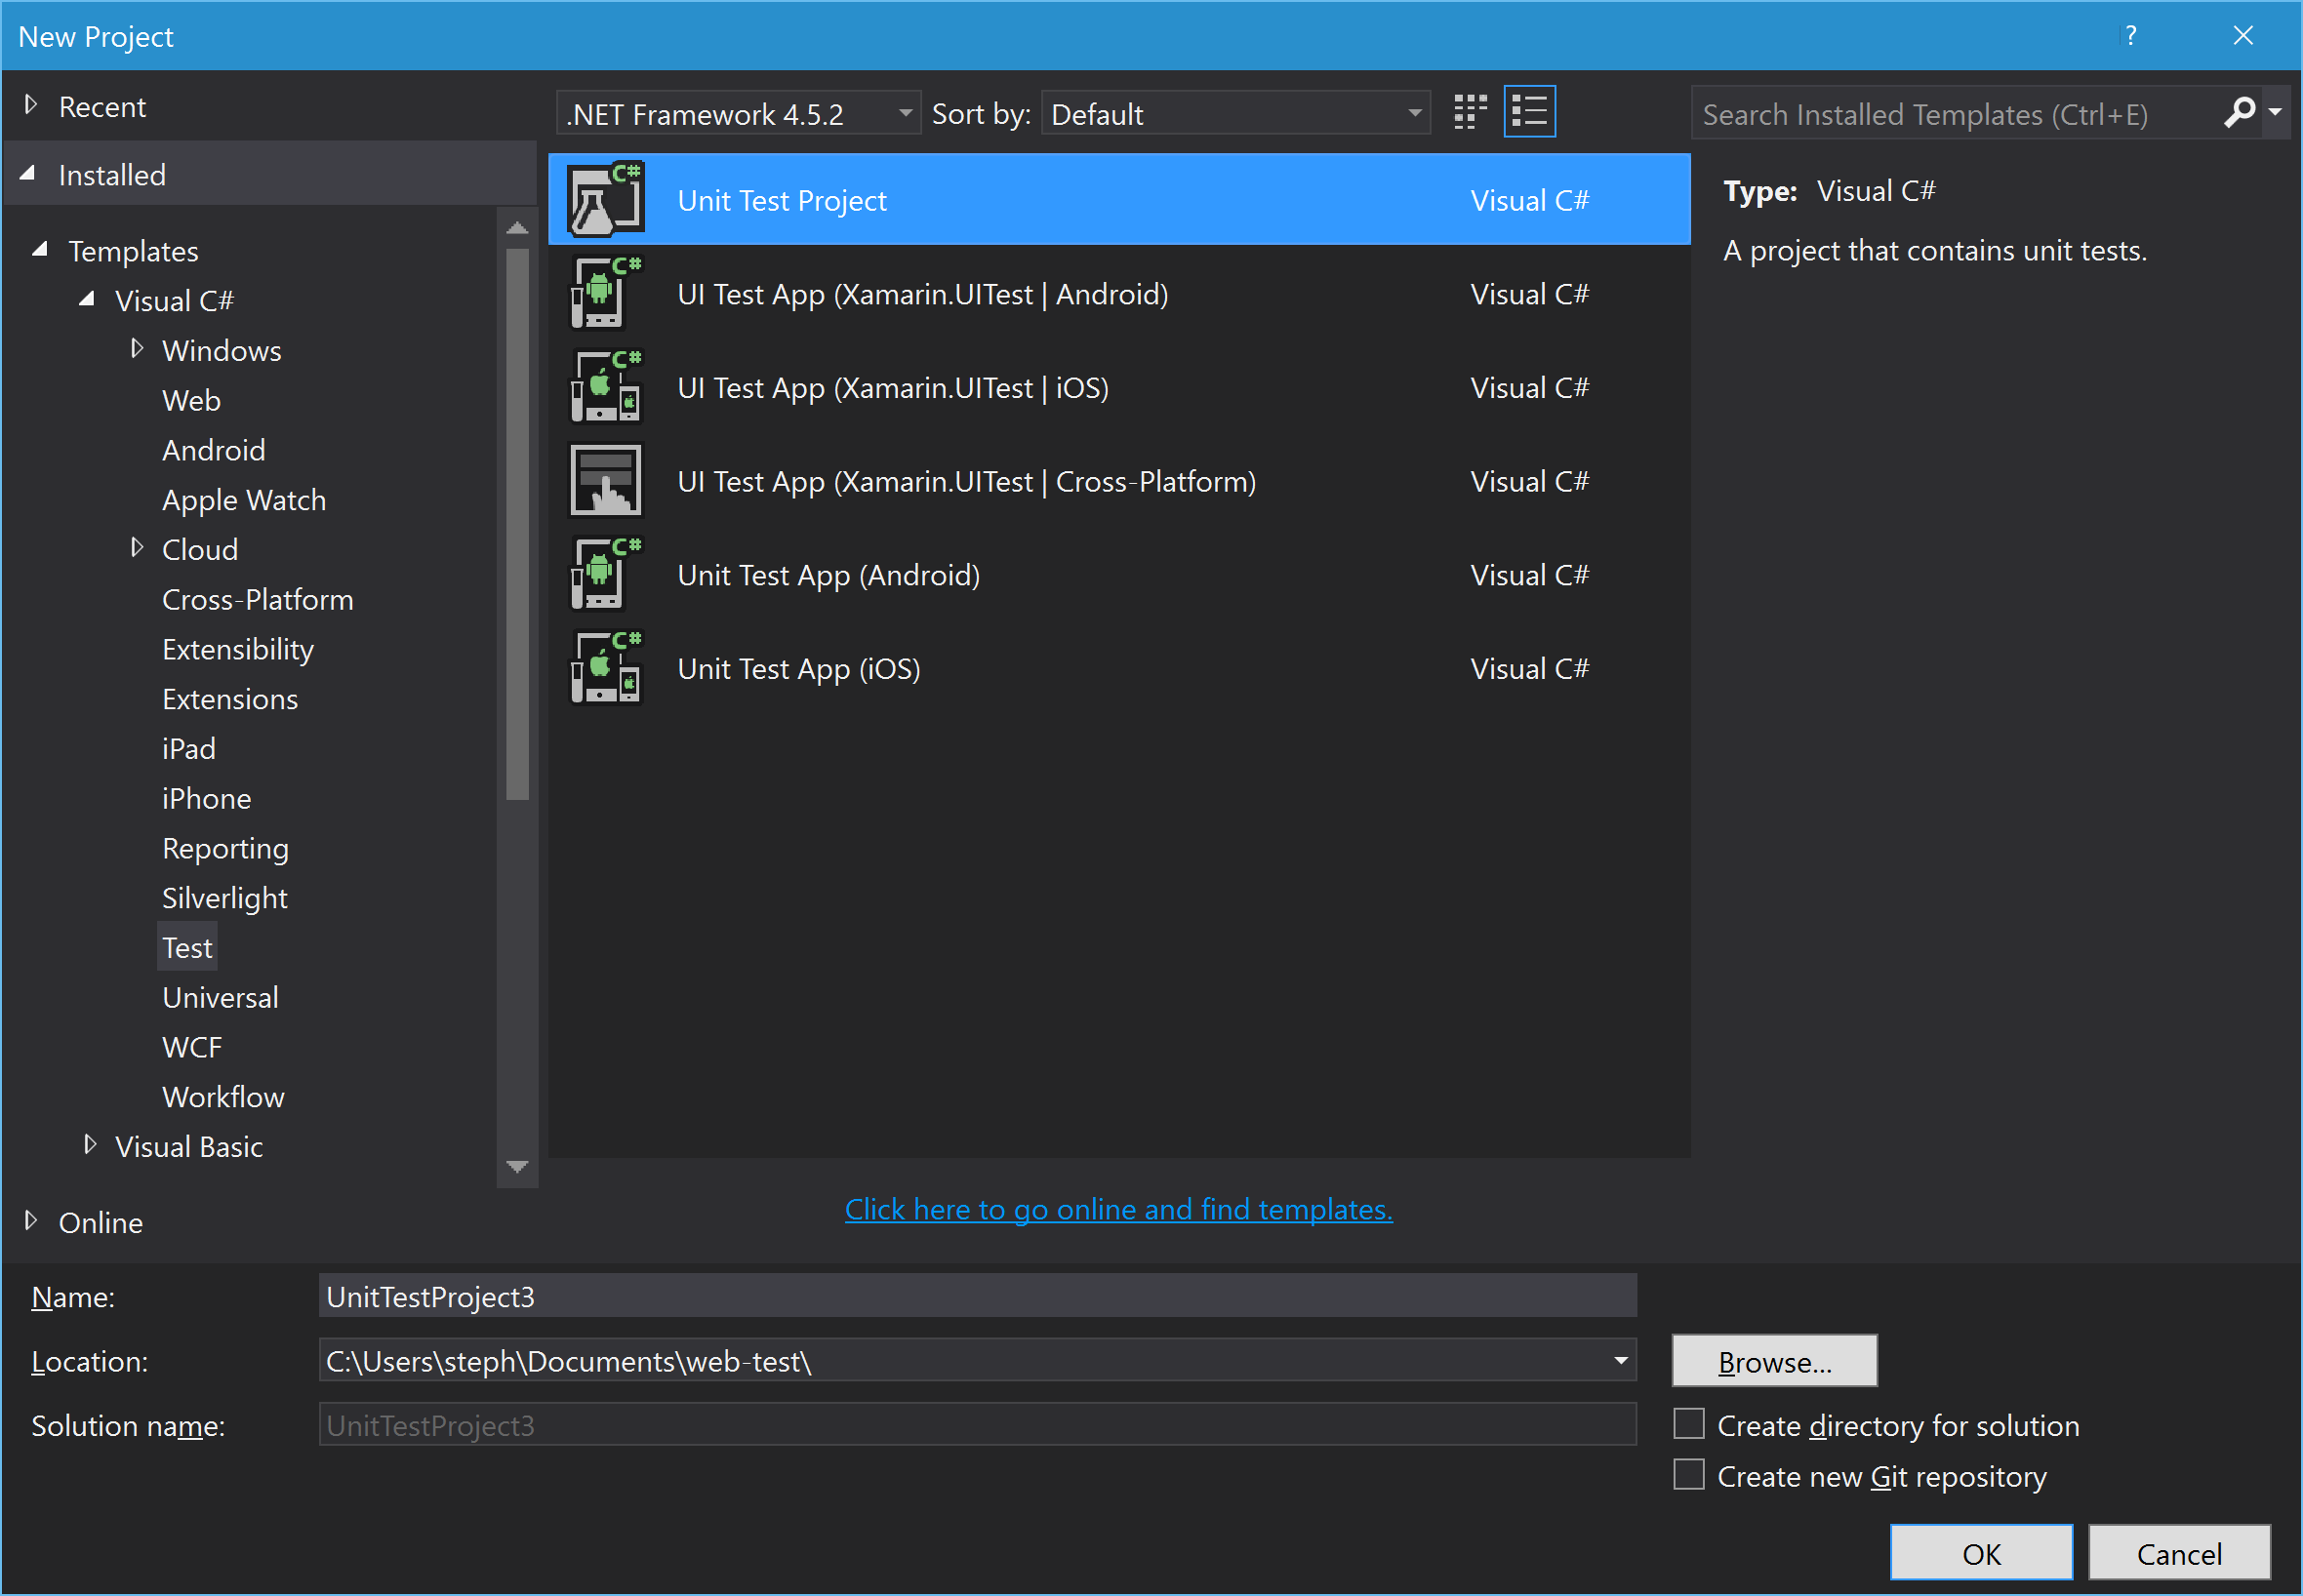 New Project
?
Recent
.NET Framework 4.5.2
Sort by:
Default
Search Installed Templates (Ctrl+E)
Installed
Templates
Visual C#
Windows
Web
Android
Apple Watch
Cloud
Cross-Platform
Extensibility
Extensions
iPad
iPhone
Reporting
Silverlight
Test
Universal
WCF
Workflow
Visual Basic
Online
C# Unit Test Project Visual C#
C# UI Test App (Xamarin.UITest | Android) Visual C#
C# UI Test App (Xamarin.UITest | iOS) Visual C#
UI Test App (Xamarin.UITest | Cross-Platform) Visual C#
C# Unit Test App (Android) Visual C#
C# Unit Test App (iOS) Visual C#
Click here to go online and find templates.
Type: Visual C#
A project that contains unit tests.
Name: UnitTestProject3
Location: C:\Users\steph\Documents\web-test\
Browse...
Solution name: UnitTestProject3
Create directory for solution
Create new Git repository
OK
Cancel